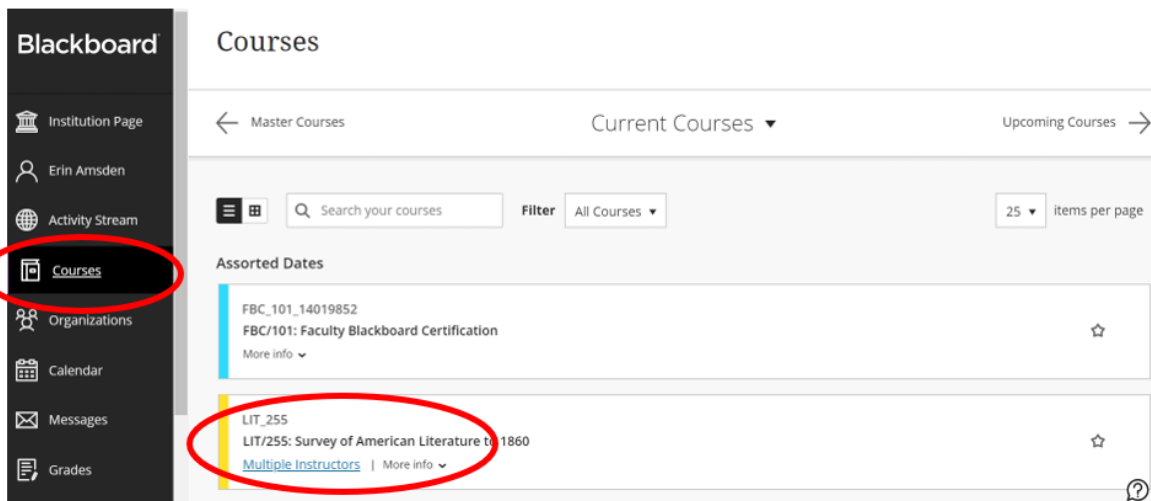 Blackboard
Institution Page
Erin Amsden
Activity Stream
Courses
Organizations
Calendar
Messages
Grades
Courses
Master Courses
Current Courses
Upcoming Courses
Search your courses
Filter
All Courses
25 items per page
Assorted Dates
FBC_101_14019852
FBC/101: Faculty Blackboard Certification
More info
LIT_255
LIT/255: Survey of American Literature to 1860
Multiple Instructors | More info